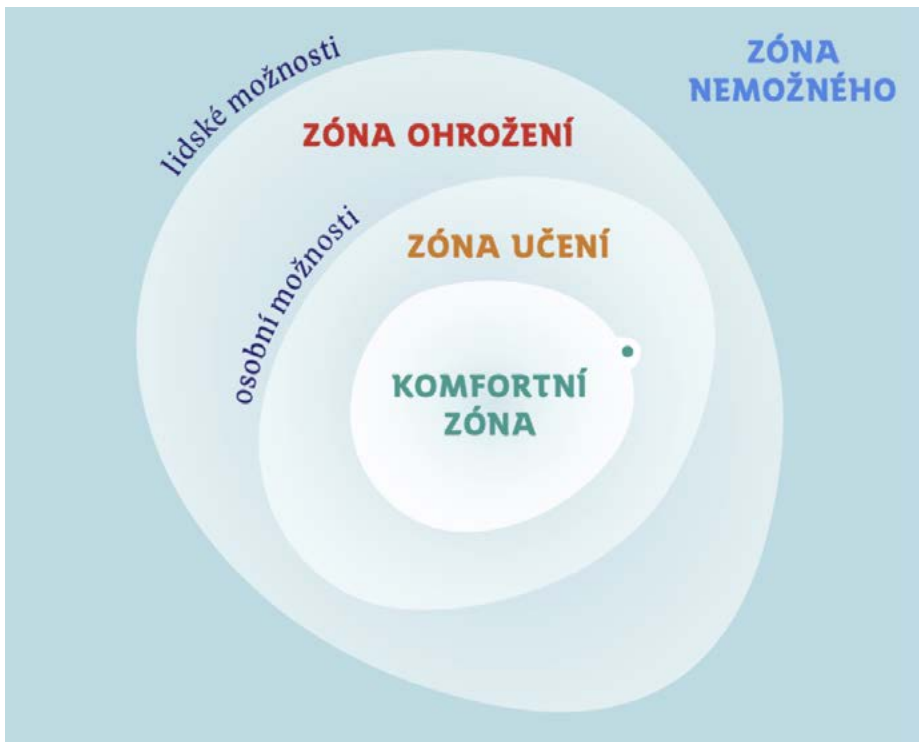 ZÓNA
NEMOŽNÉHO
lidské možnosti
ZÓNA OHROŽENÍ
osobní možnosti
ZÓNA UČENÍ
KOMFORTNÍ
ZÓNA